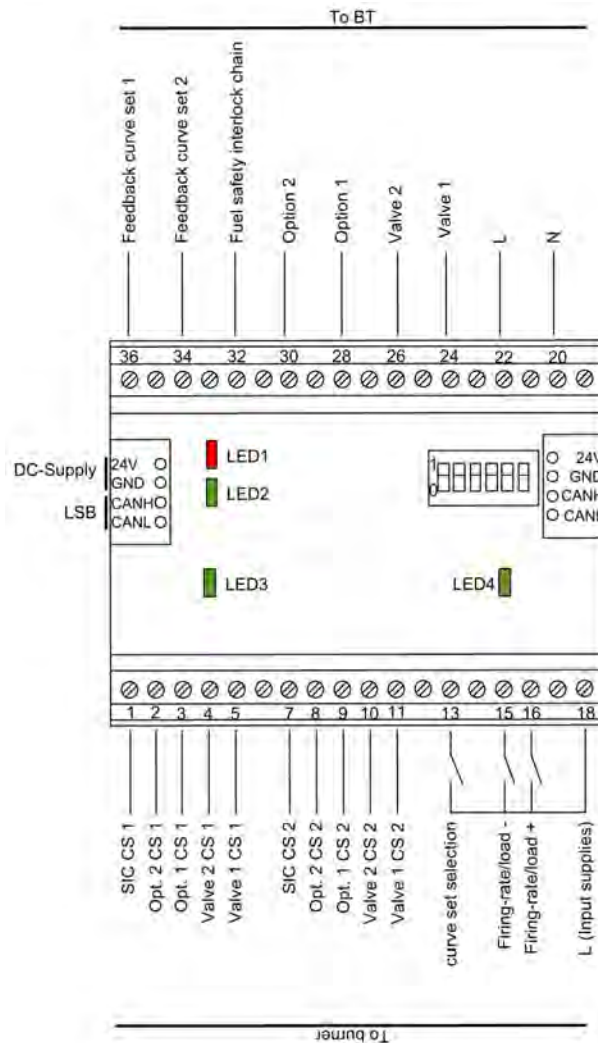 To BT
Feedback curve set 1
Feedback curve set 2
Fuel safety interlock chain
Option 2
Option 1
Valve 2
Valve 1
L
N
36 34 32 30 28 26 24 22 20
DC-Supply
LSB
24V
GND
CANH
CANL
LED1
LED2
1
0
24V
GND
CANH
CANL
LED3
LED4
1 2 3 4 5 7 8 9 10 11 13 15 16 18
SIC CS 1
Opt. 2 CS 1
Opt. 1 CS 1
Valve 2 CS 1
Valve 1 CS 1
SIC CS 2
Opt. 2 CS 2
Opt. 1 CS 2
Valve 2 CS 2
Valve 1 CS 2
curve set selection
Firing-rate/load -
Firing-rate/load +
L (Input supplies)
To burner